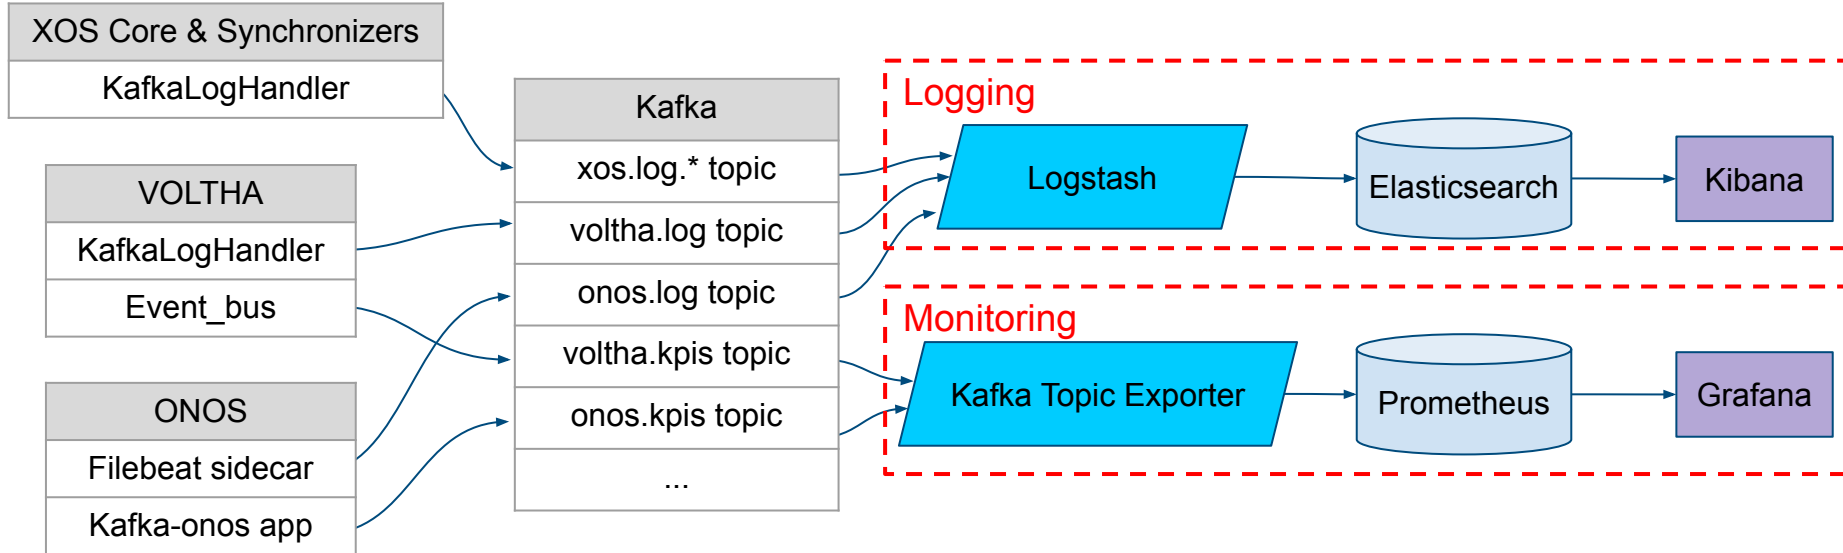 XOS Core & Synchronizers
KafkaLogHandler
VOLTHA
KafkaLogHandler
Event_bus
ONOS
Filebeat sidecar
Kafka-onos app
Kafka
xos.log.* topic
voltha.log topic
onos.log topic
voltha.kpis topic
onos.kpis topic
...
Logging
Logstash
Elasticsearch
Kibana
Monitoring
Kafka Topic Exporter
Prometheus
Grafana